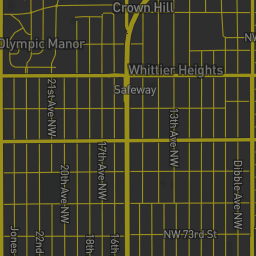 Crown Hill
Olympic Manor
NW
Whittier Heights
Safeway
21st Ave NW
13th Ave NW
17th Ave NW
20th Ave NW
Dibble Ave NW
NW 73rd St
Jones
22nd
18th
16th